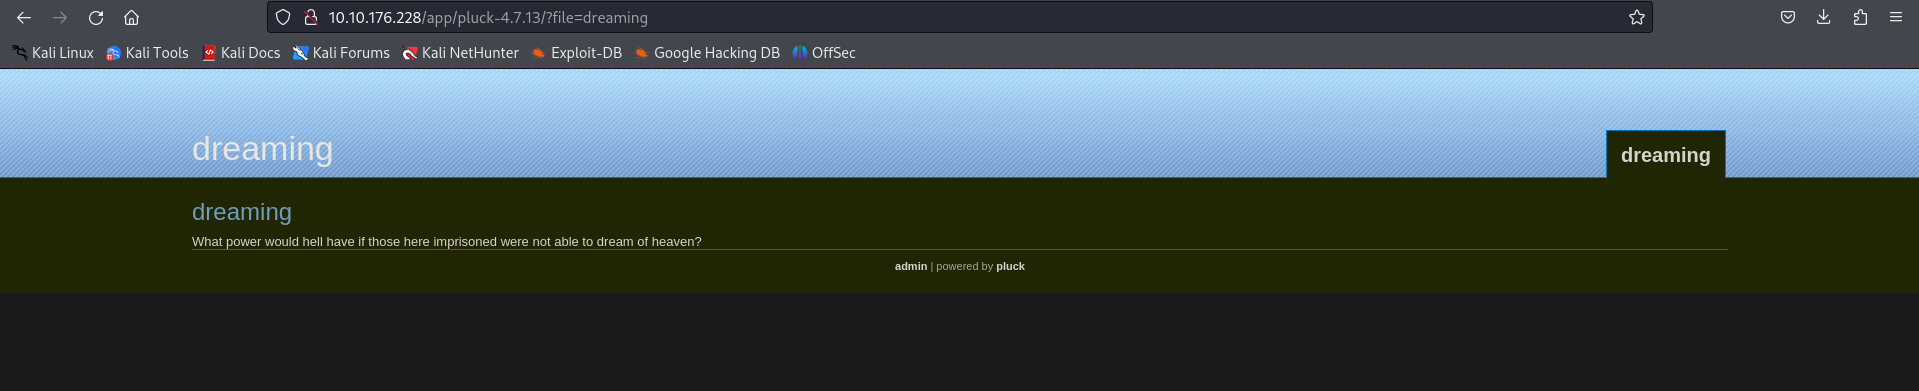 10.10.176.228/app/pluck-4.7.13/?file=dreaming
Kali Linux Kali Tools Kali Docs Kali Forums Kali NetHunter Exploit-DB Google Hacking DB OffSec
dreaming
dreaming
dreaming
What power would hell have if those here imprisoned were not able to dream of heaven?
admin | powered by pluck